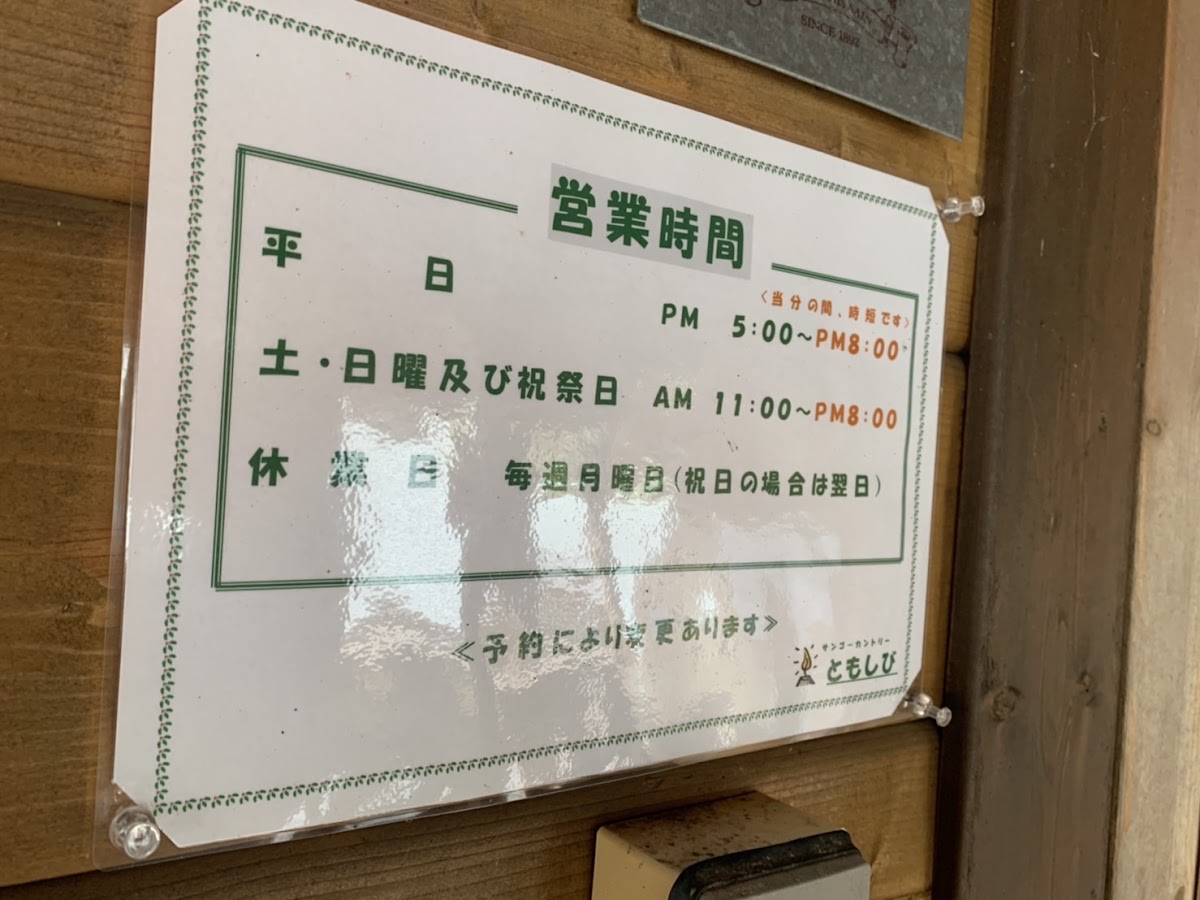 SINCE 1892
営業時間
<当分の間、時短です>
平日 PM 5:00~PM8:00
土・日曜及び祝祭日 AM 11:00~PM8:00
休業日 毎週月曜日(祝日の場合は翌日)
≪予約により変更あります≫
サンゴーカントリー
ともしび